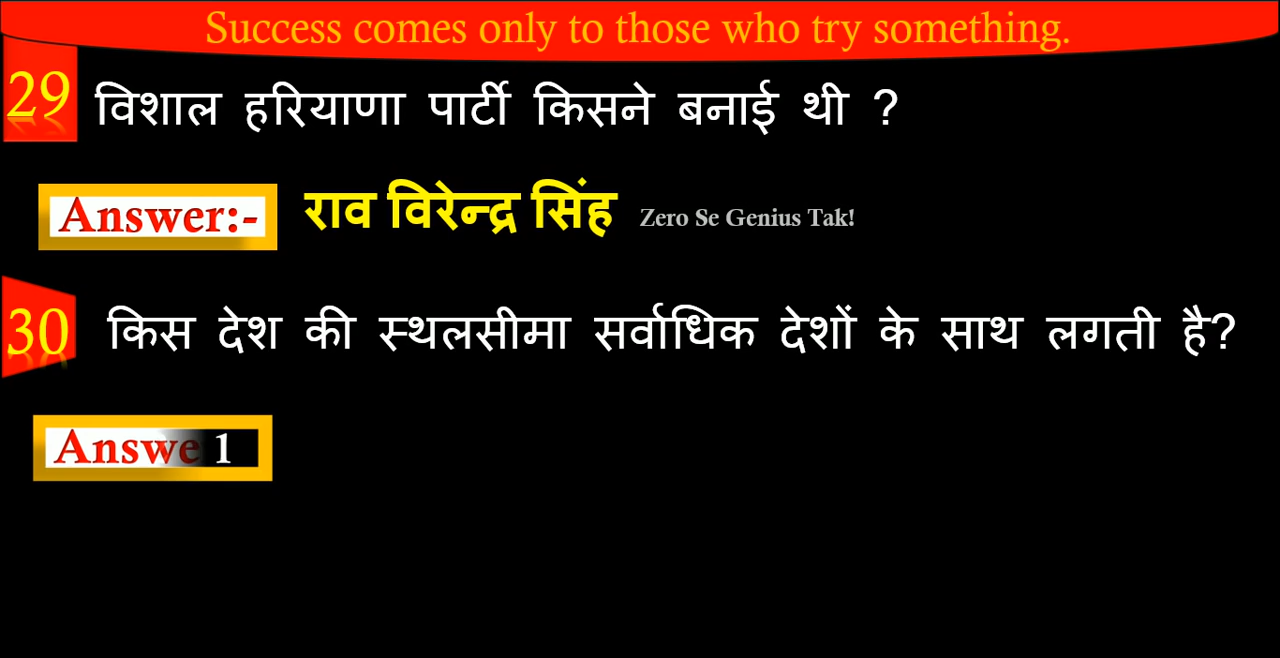 Success comes only to those who try something.
29 विशाल हरियाणा पार्टी किसने बनाई थी ?
Answer:- राव विरेन्द्र सिंह Zero Se Genius Tak!
30 किस देश की स्थलसीमा सर्वाधिक देशों के साथ लगती है?
Answe 1